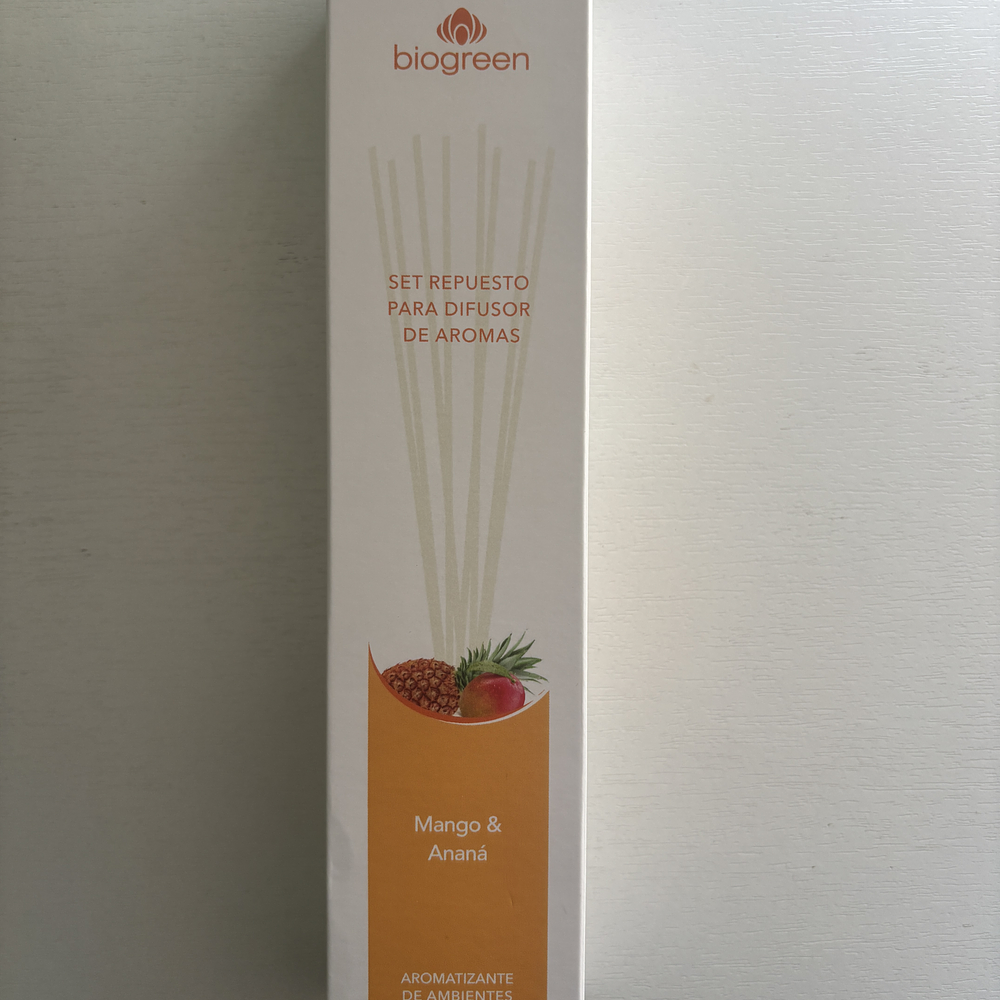 biogreen
SET REPUESTO
PARA DIFUSOR
DE AROMAS
Mango &
Ananá
AROMATIZANTE
DE AMBIENTES